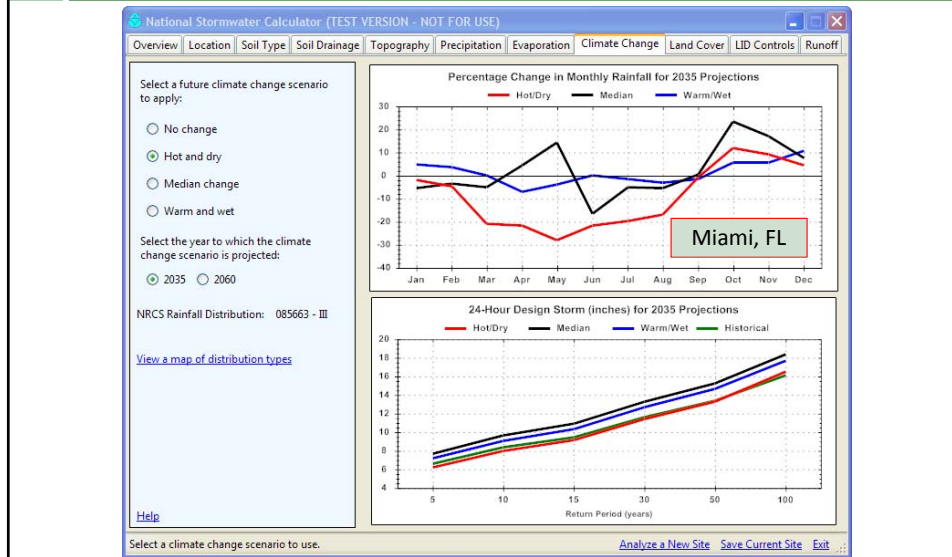 National Stormwater Calculator (TEST VERSION - NOT FOR USE)
Overview Location Soil Type Soil Drainage Topography Precipitation Evaporation Climate Change Land Cover LID Controls Runoff
Select a future climate change scenario
to apply:
No change
Hot and dry
Median change
Warm and wet
Select the year to which the climate
change scenario is projected:
2035 2060
NRCS Rainfall Distribution: 085663 - III
View a map of distribution types
Help
Percentage Change in Monthly Rainfall for 2035 Projections
Hot/Dry Median Warm/Wet
30
20
10
0
-10
-20
-30
-40
Jan Feb Mar Apr May Jun Jul Aug Sep Oct Nov Dec
Miami, FL
24-Hour Design Storm (inches) for 2035 Projections
Hot/Dry Median Warm/Wet Historical
20
18
16
14
12
10
8
6
4
5 10 15 30 50 100
Return Period (years)
Select a climate change scenario to use.
Analyze a New Site Save Current Site Exit